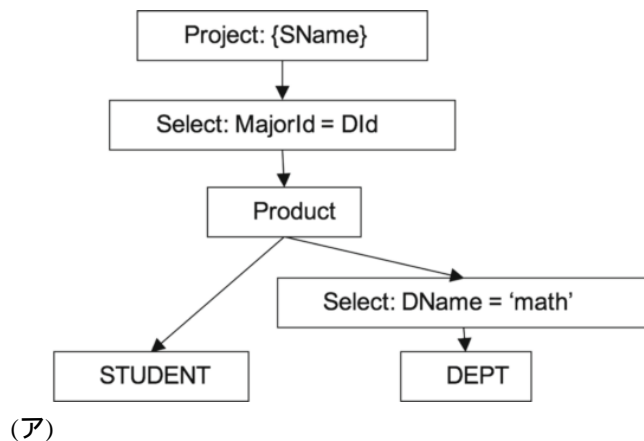 Project: {SName}
Select: MajorId = DId
Product
Select: DName = ‘math’
STUDENT
DEPT
(ア)